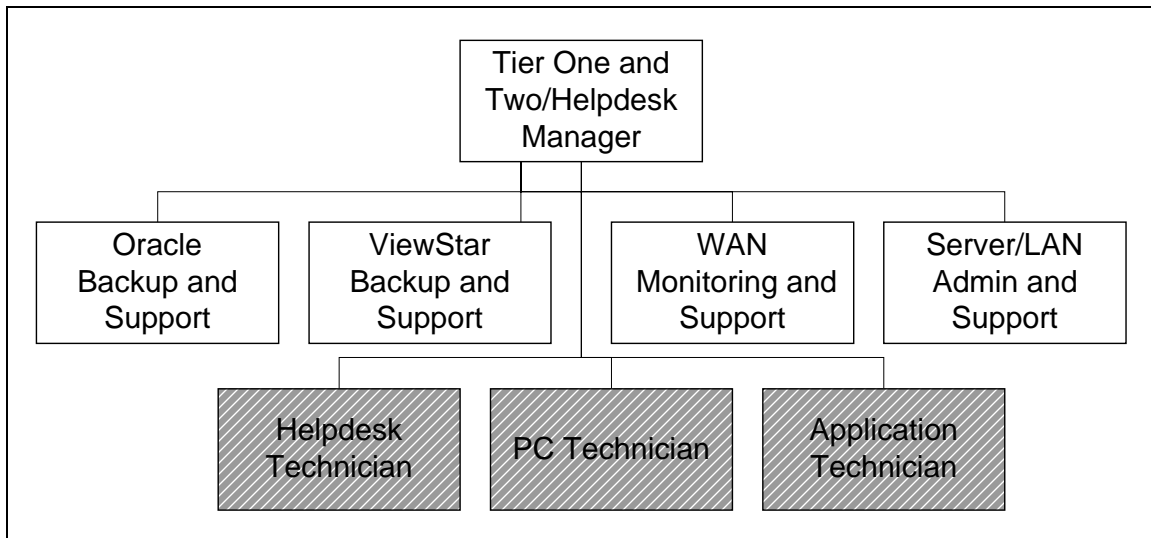 Tier One and
Two/Helpdesk
Manager
Oracle
Backup and
Support
ViewStar
Backup and
Support
WAN
Monitoring and
Support
Server/LAN
Admin and
Support
Helpdesk
Technician
PC Technician
Application
Technician